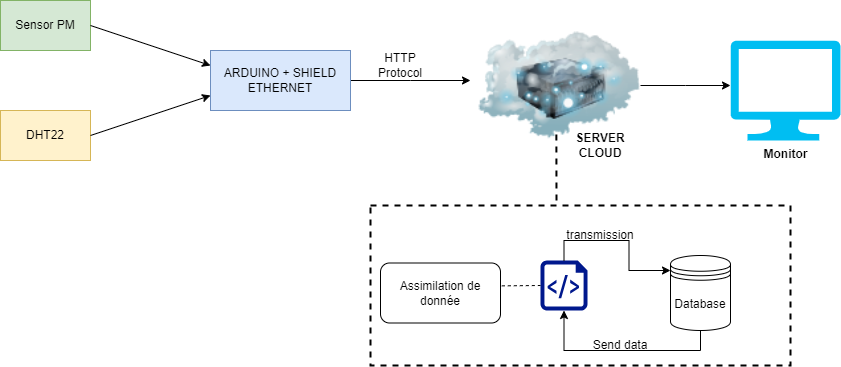 Sensor PM
ARDUINO + SHIELD
ETHERNET
HTTP
Protocol
DHT22
SERVER
CLOUD
Monitor
transmission
Assimilation de
donnée
</>
Database
Send data